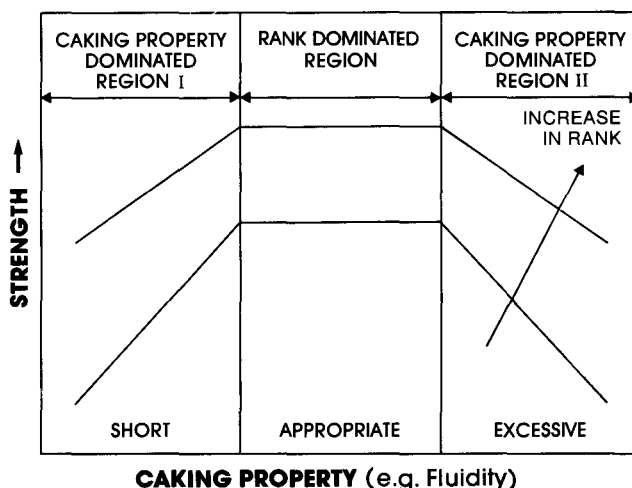 CAKING PROPERTY
DOMINATED
REGION I
RANK DOMINATED
REGION
CAKING PROPERTY
DOMINATED
REGION II
INCREASE
IN RANK
STRENGTH
SHORT
APPROPRIATE
EXCESSIVE
CAKING PROPERTY (e.g. Fluidity)